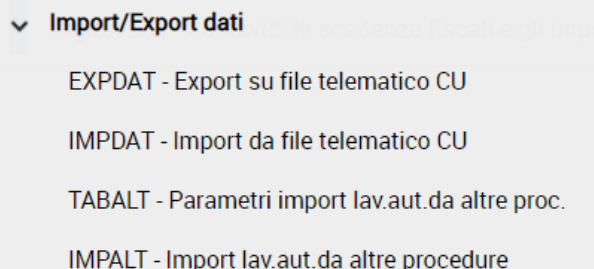 Import/Export dati
EXPDAT - Export su file telematico CU
IMPDAT - Import da file telematico CU
TABALT - Parametri import lav.aut.da altre proc.
IMPALT - Import lav.aut.da altre procedure